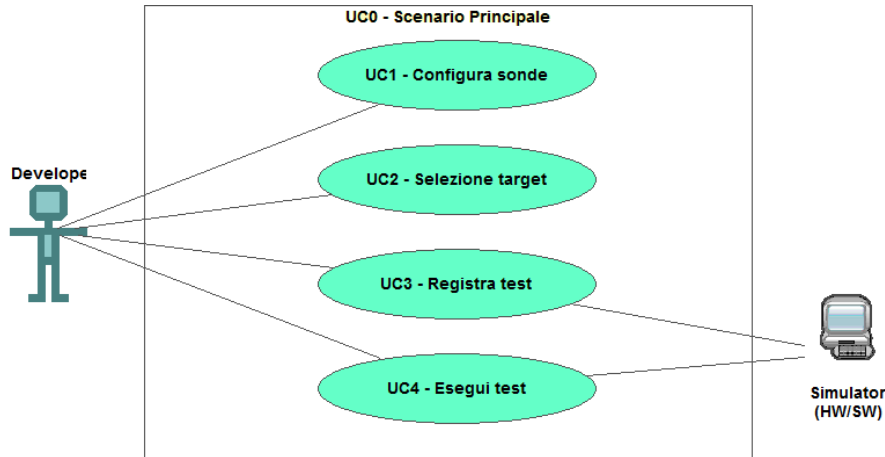 UC0 - Scenario Principale
UC1 - Configura sonde
UC2 - Selezione target
Develope
UC3 - Registra test
UC4 - Esegui test
Simulator
(HW/SW)